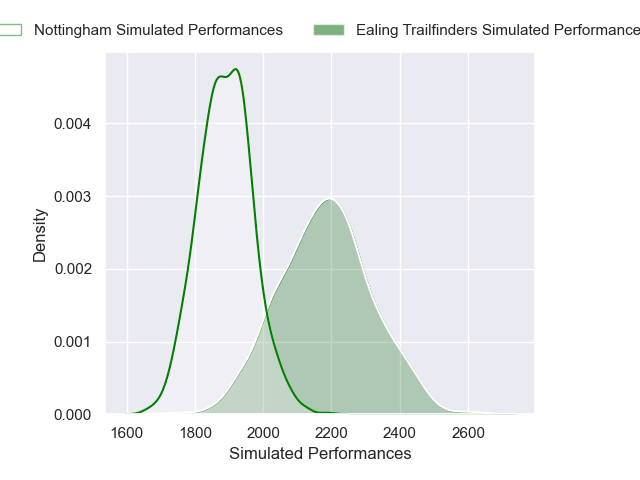 Nottingham Simulated Performances
Ealing Trailfinders Simulated Performance
0.004
0.003
0.002
0.001
0.000
Density
1600 1800 2000 2200 2400 2600
Simulated Performances